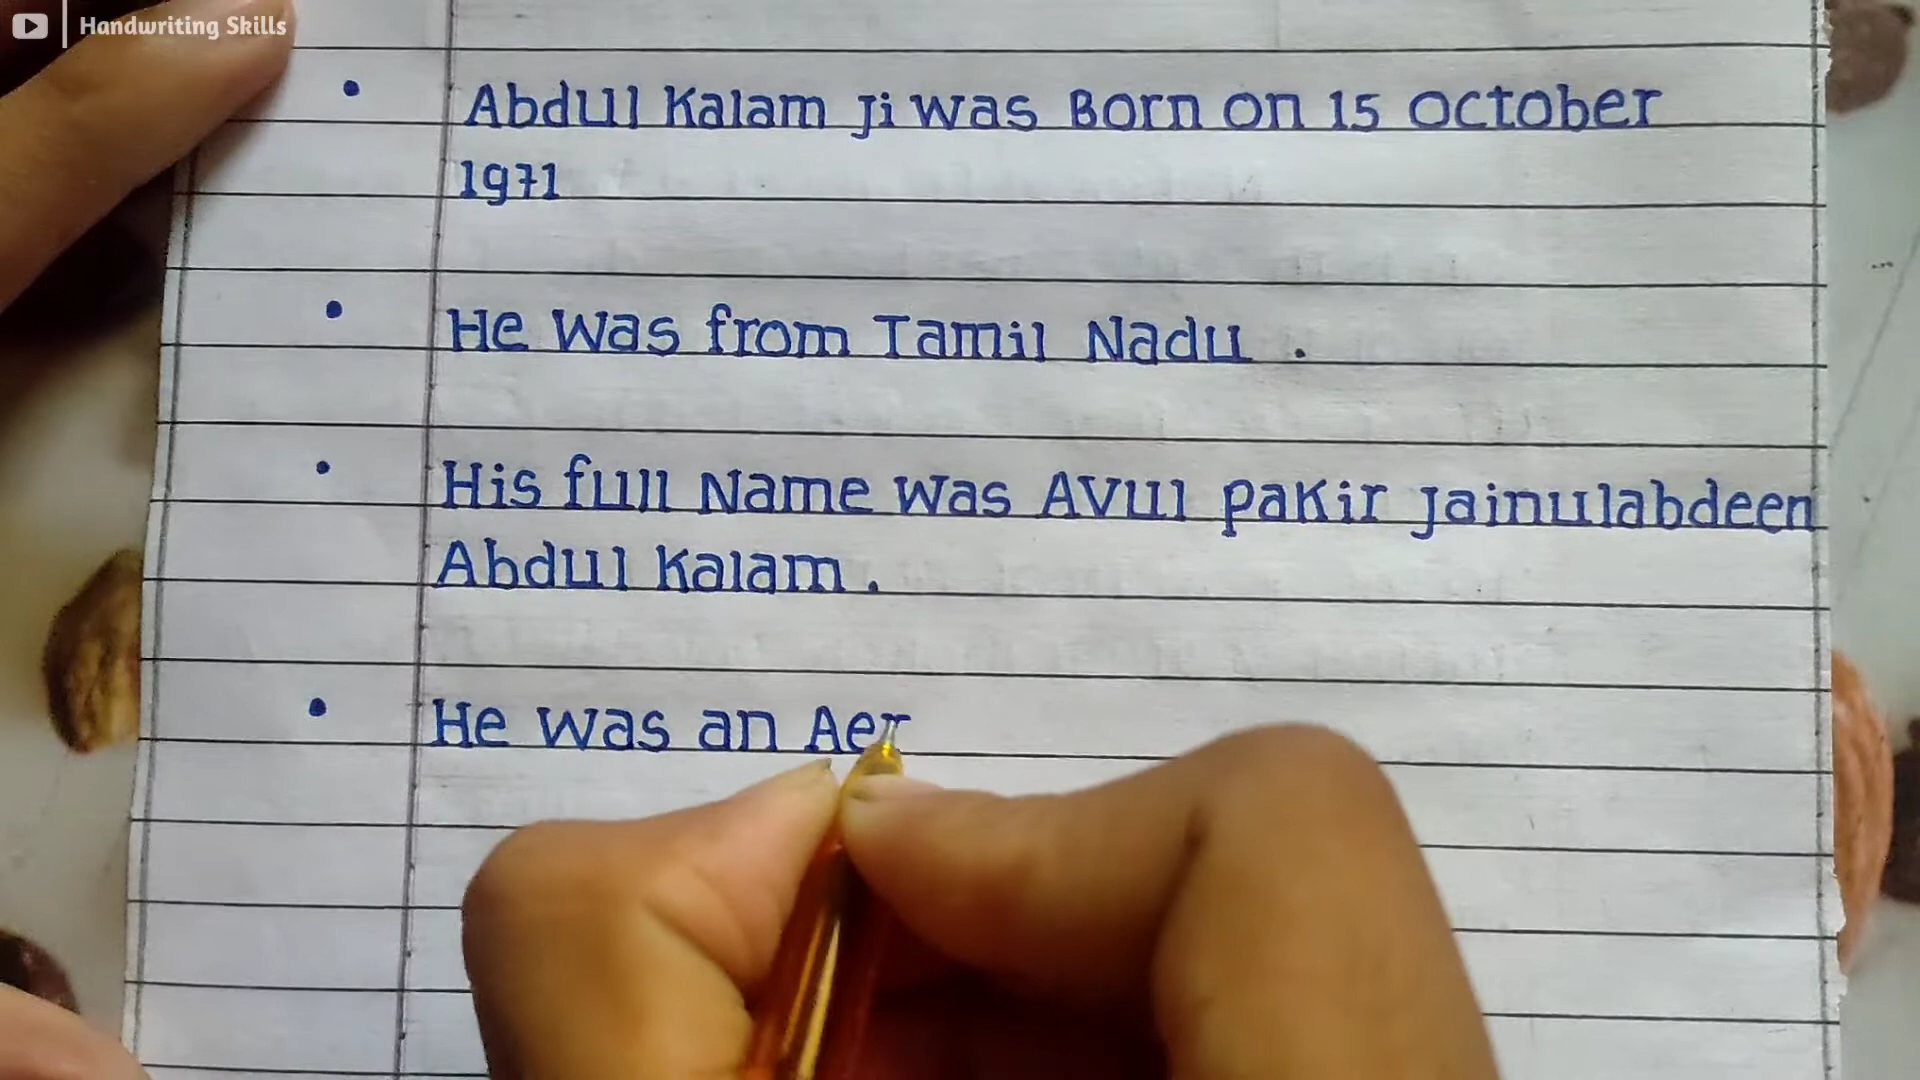 Handwriting Skills
• Abdul Kalam Ji was Born on 15 October
1971
• He was from Tamil Nadu .
• His full Name was Avul Pakir Jainulabdeen
Abdul Kalam .
• He was an Aer